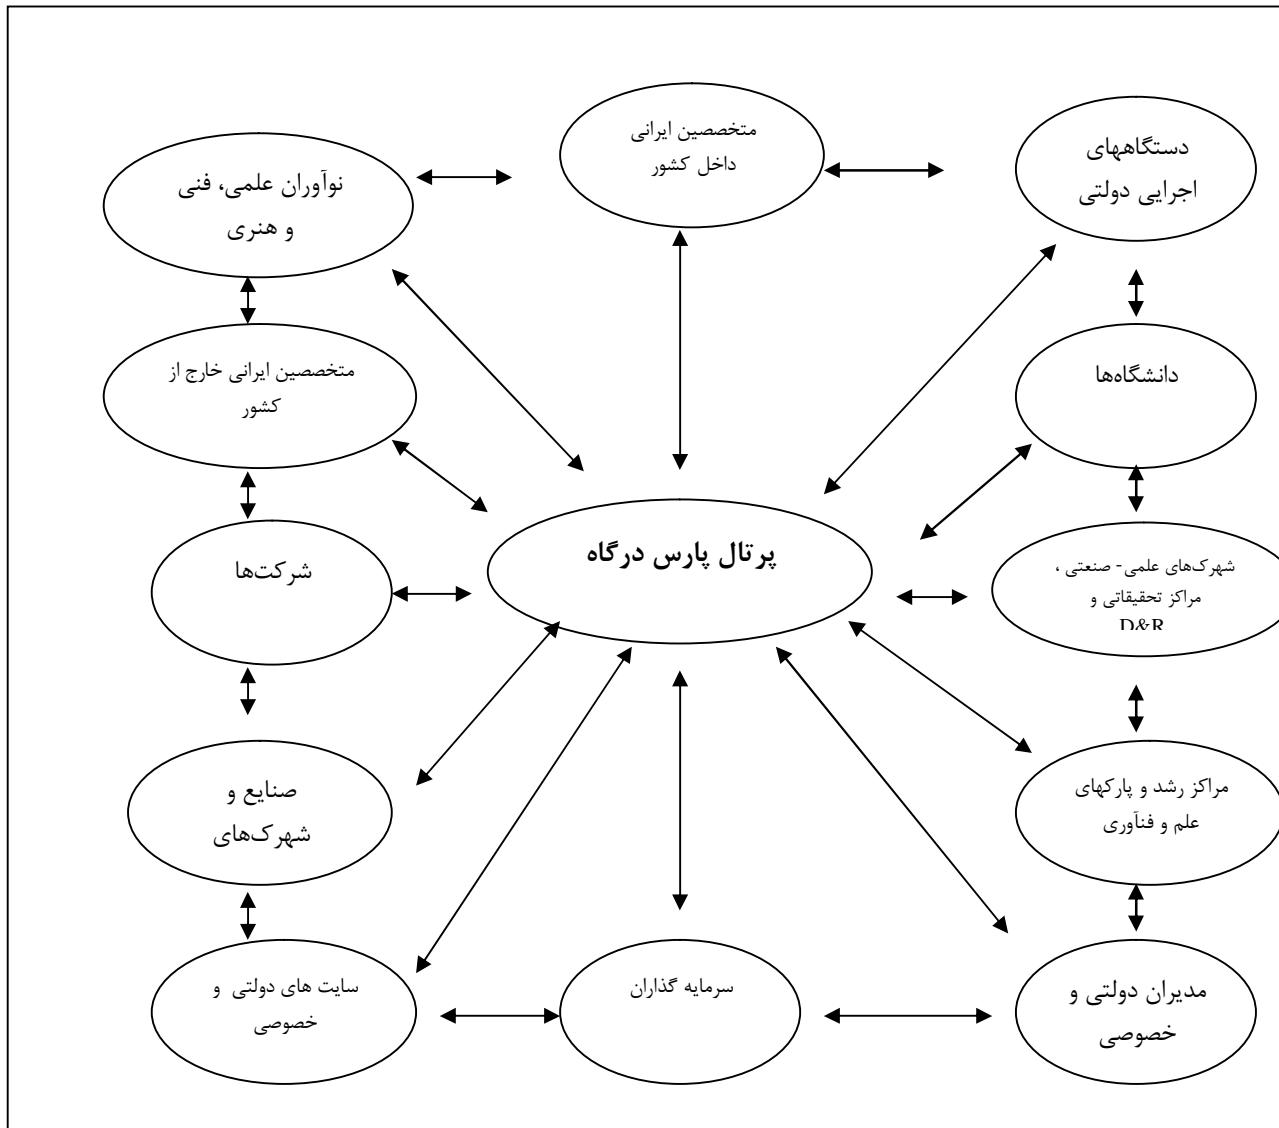 متخصصین ایرانی
داخل کشور
دستگاههای
اجرایی دولتی
نوآوران علمی، فنی
و هنری
متخصصین ایرانی خارج از
کشور
دانشگاه‌ها
پرتال پارس درگاه
شرکت‌ها
شهرک‌های علمی- صنعتی ،
مراکز تحقیقاتی و
D&R
صنایع و
شهرک‌های
مراکز رشد و پارکهای
علم و فنآوری
سایت های دولتی و
خصوصی
سرمایه گذاران
مدیران دولتی و
خصوصی